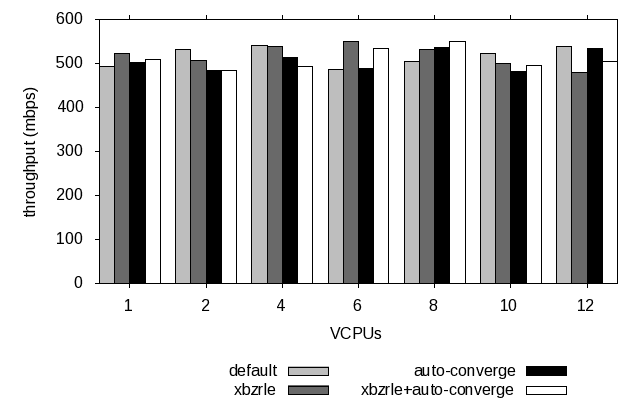 600
500
400
300
200
100
0
throughput (mbps)
1 2 4 6 8 10 12
VCPUs
default auto-converge
xbzrle xbzrle+auto-converge